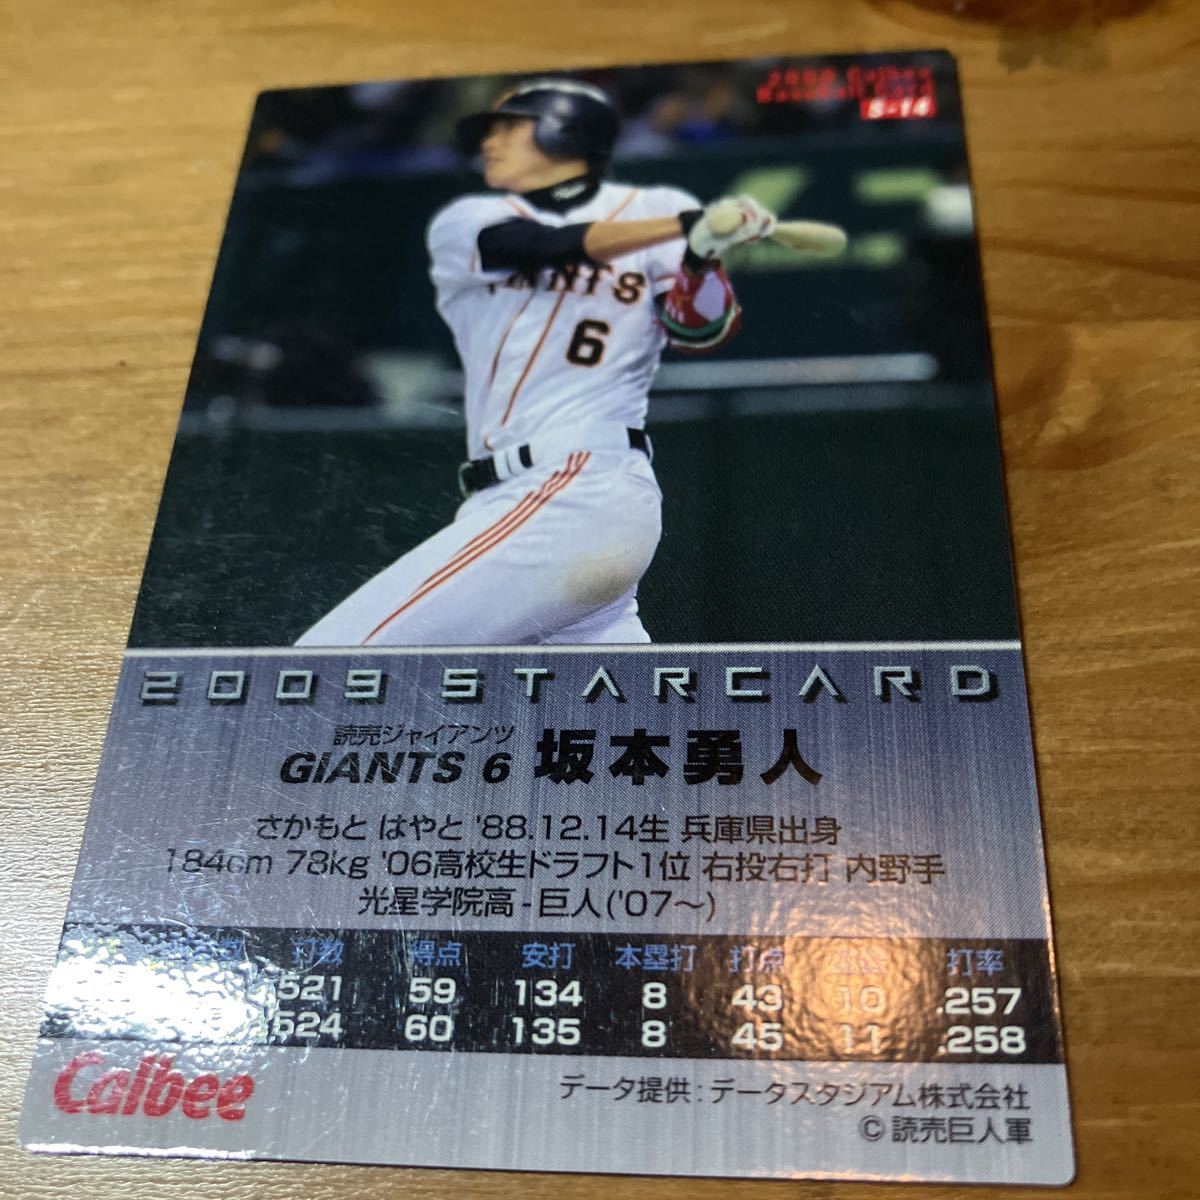 2009 Calbee
Baseball Card
S-14
GIANTS
6
2009 STARCARD
読売ジャイアンツ
GIANTS 6 坂本勇人
さかもと はやと '88.12.14生 兵庫県出身
184cm 78kg '06高校生ドラフト1位 右投右打 内野手
光星学院高-巨人('07〜)
打数 得点 安打 本塁打 打点 打率
521 59 134 8 43 10 .257
524 60 135 8 45 11 .258
Calbee
データ提供:データスタジアム株式会社
©読売巨人軍